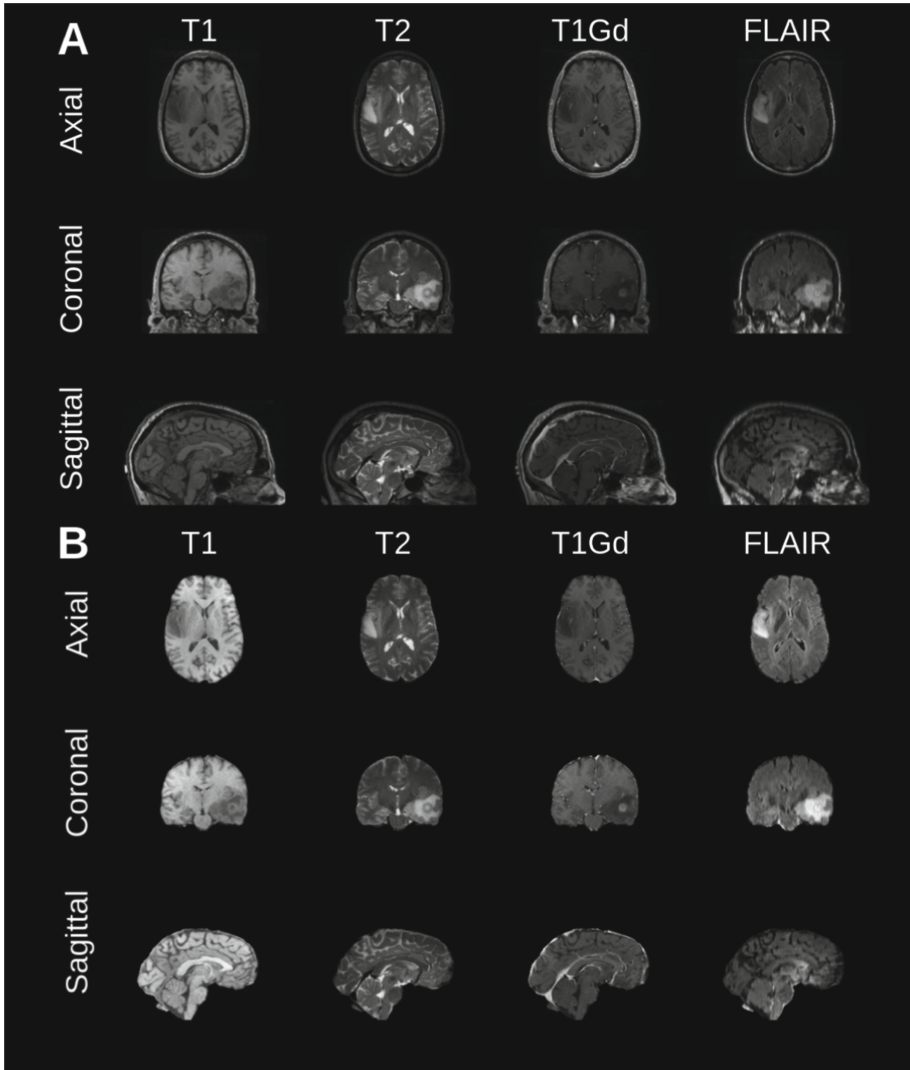 A T1 T2 T1Gd FLAIR
Axial
Coronal
Sagittal
B T1 T2 T1Gd FLAIR
Axial
Coronal
Sagittal